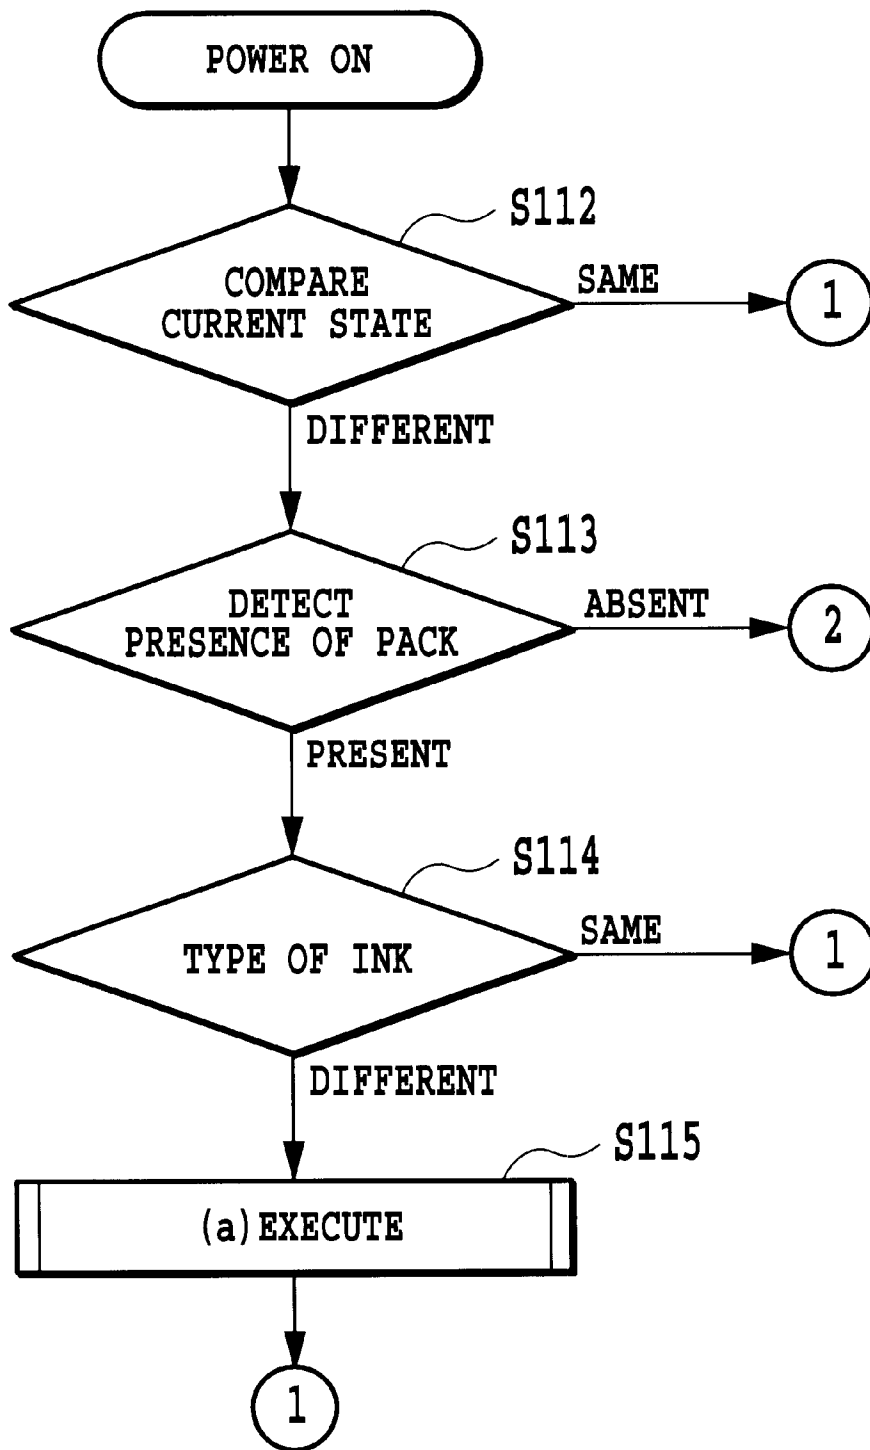 POWER ON
S112
COMPARE
CURRENT STATE
SAME
1
DIFFERENT
S113
DETECT
PRESENCE OF PACK
ABSENT
2
PRESENT
S114
TYPE OF INK
SAME
1
DIFFERENT
S115
(a)EXECUTE
1